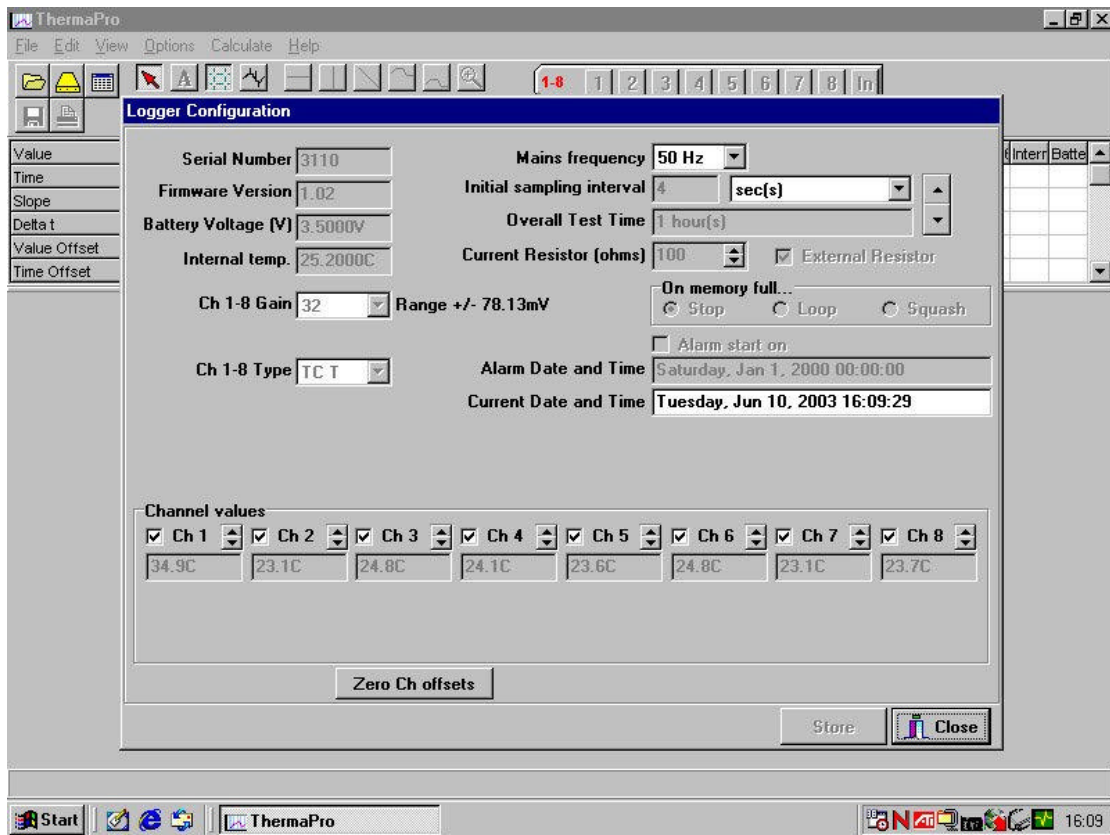 ThermaPro
File Edit View Options Calculate Help
A 1-8 1 2 3 4 5 6 7 8 In
Logger Configuration
Value
Time
Slope
Delta t
Value Offset
Time Offset
Interr Batte
Serial Number 3110
Firmware Version 1.02
Battery Voltage (V) 3.5000V
Internal temp. 25.2000C
Ch 1-8 Gain 32 Range +/- 78.13mV
Ch 1-8 Type TC T
Mains frequency 50 Hz
Initial sampling interval 4 sec(s)
Overall Test Time 1 hour(s)
Current Resistor (ohms) 100 External Resistor
On memory full...
Stop Loop Squash
Alarm start on
Alarm Date and Time Saturday, Jan 1, 2000 00:00:00
Current Date and Time Tuesday, Jun 10, 2003 16:09:29
Channel values
Ch 1 Ch 2 Ch 3 Ch 4 Ch 5 Ch 6 Ch 7 Ch 8
34.9C 23.1C 24.8C 24.1C 23.6C 24.8C 23.1C 23.7C
Zero Ch offsets
Store Close
Start ThermaPro N ATI 16:09